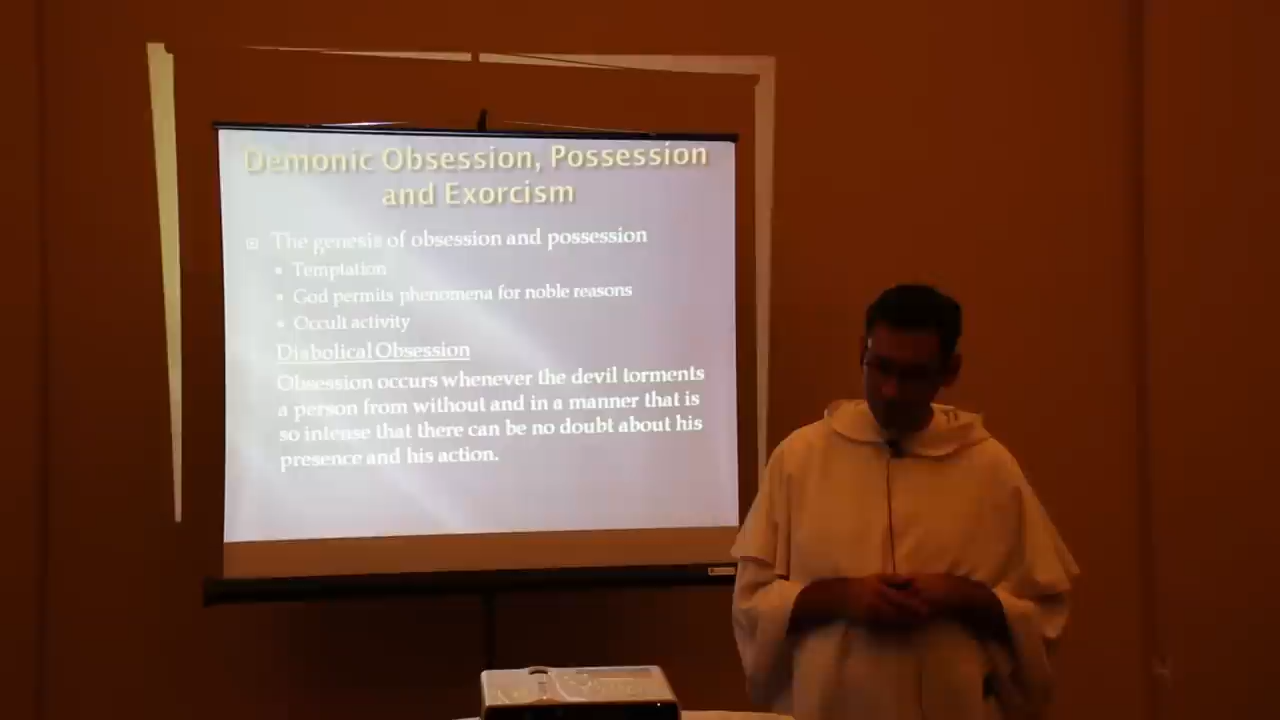 Demonic Obsession, Possession
and Exorcism
The genesis of obsession and possession
Temptation
God permits phenomena for noble reasons
Occult activity
Diabolical Obsession
Obsession occurs whenever the devil torments
a person from without and in a manner that is
so intense that there can be no doubt about his
presence and his action.